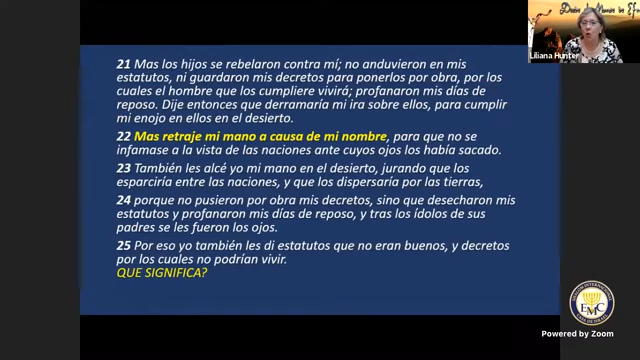 21 Mas los hijos se rebelaron contra mí; no anduvieron en mis
estatutos, ni guardaron mis decretos para ponerlos por obra, por los
cuales el hombre que los cumpliere vivirá; profanaron mis días de
reposo. Dije entonces que derramaría mi ira sobre ellos, para cumplir
mi enojo en ellos en el desierto.
22 Mas retraje mi mano a causa de mi nombre, para que no se
infamase a la vista de las naciones ante cuyos ojos los había sacado.
23 También les alcé yo mi mano en el desierto, jurando que los
esparciría entre las naciones, y que los dispersaría por las tierras,
24 porque no pusieron por obra mis decretos, sino que desecharon mis
estatutos y profanaron mis días de reposo, y tras los ídolos de sus
padres se les fueron los ojos.
25 Por eso yo también les di estatutos que no eran buenos, y decretos
por los cuales no podrían vivir.
QUE SIGNIFICA?
Liliana Hunter
EMC
Powered by Zoom